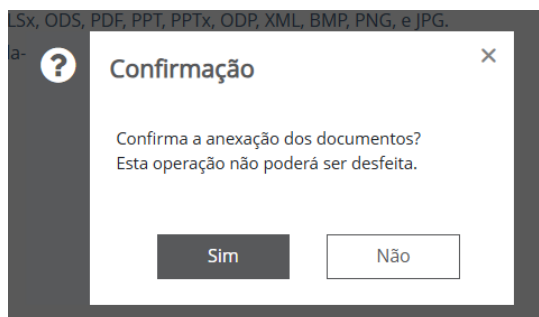 LSx, ODS, PDF, PPT, PPTx, ODP, XML, BMP, PNG, e JPG.
la-
?
Confirmação
×
Confirma a anexação dos documentos?
Esta operação não poderá ser desfeita.
Sim
Não